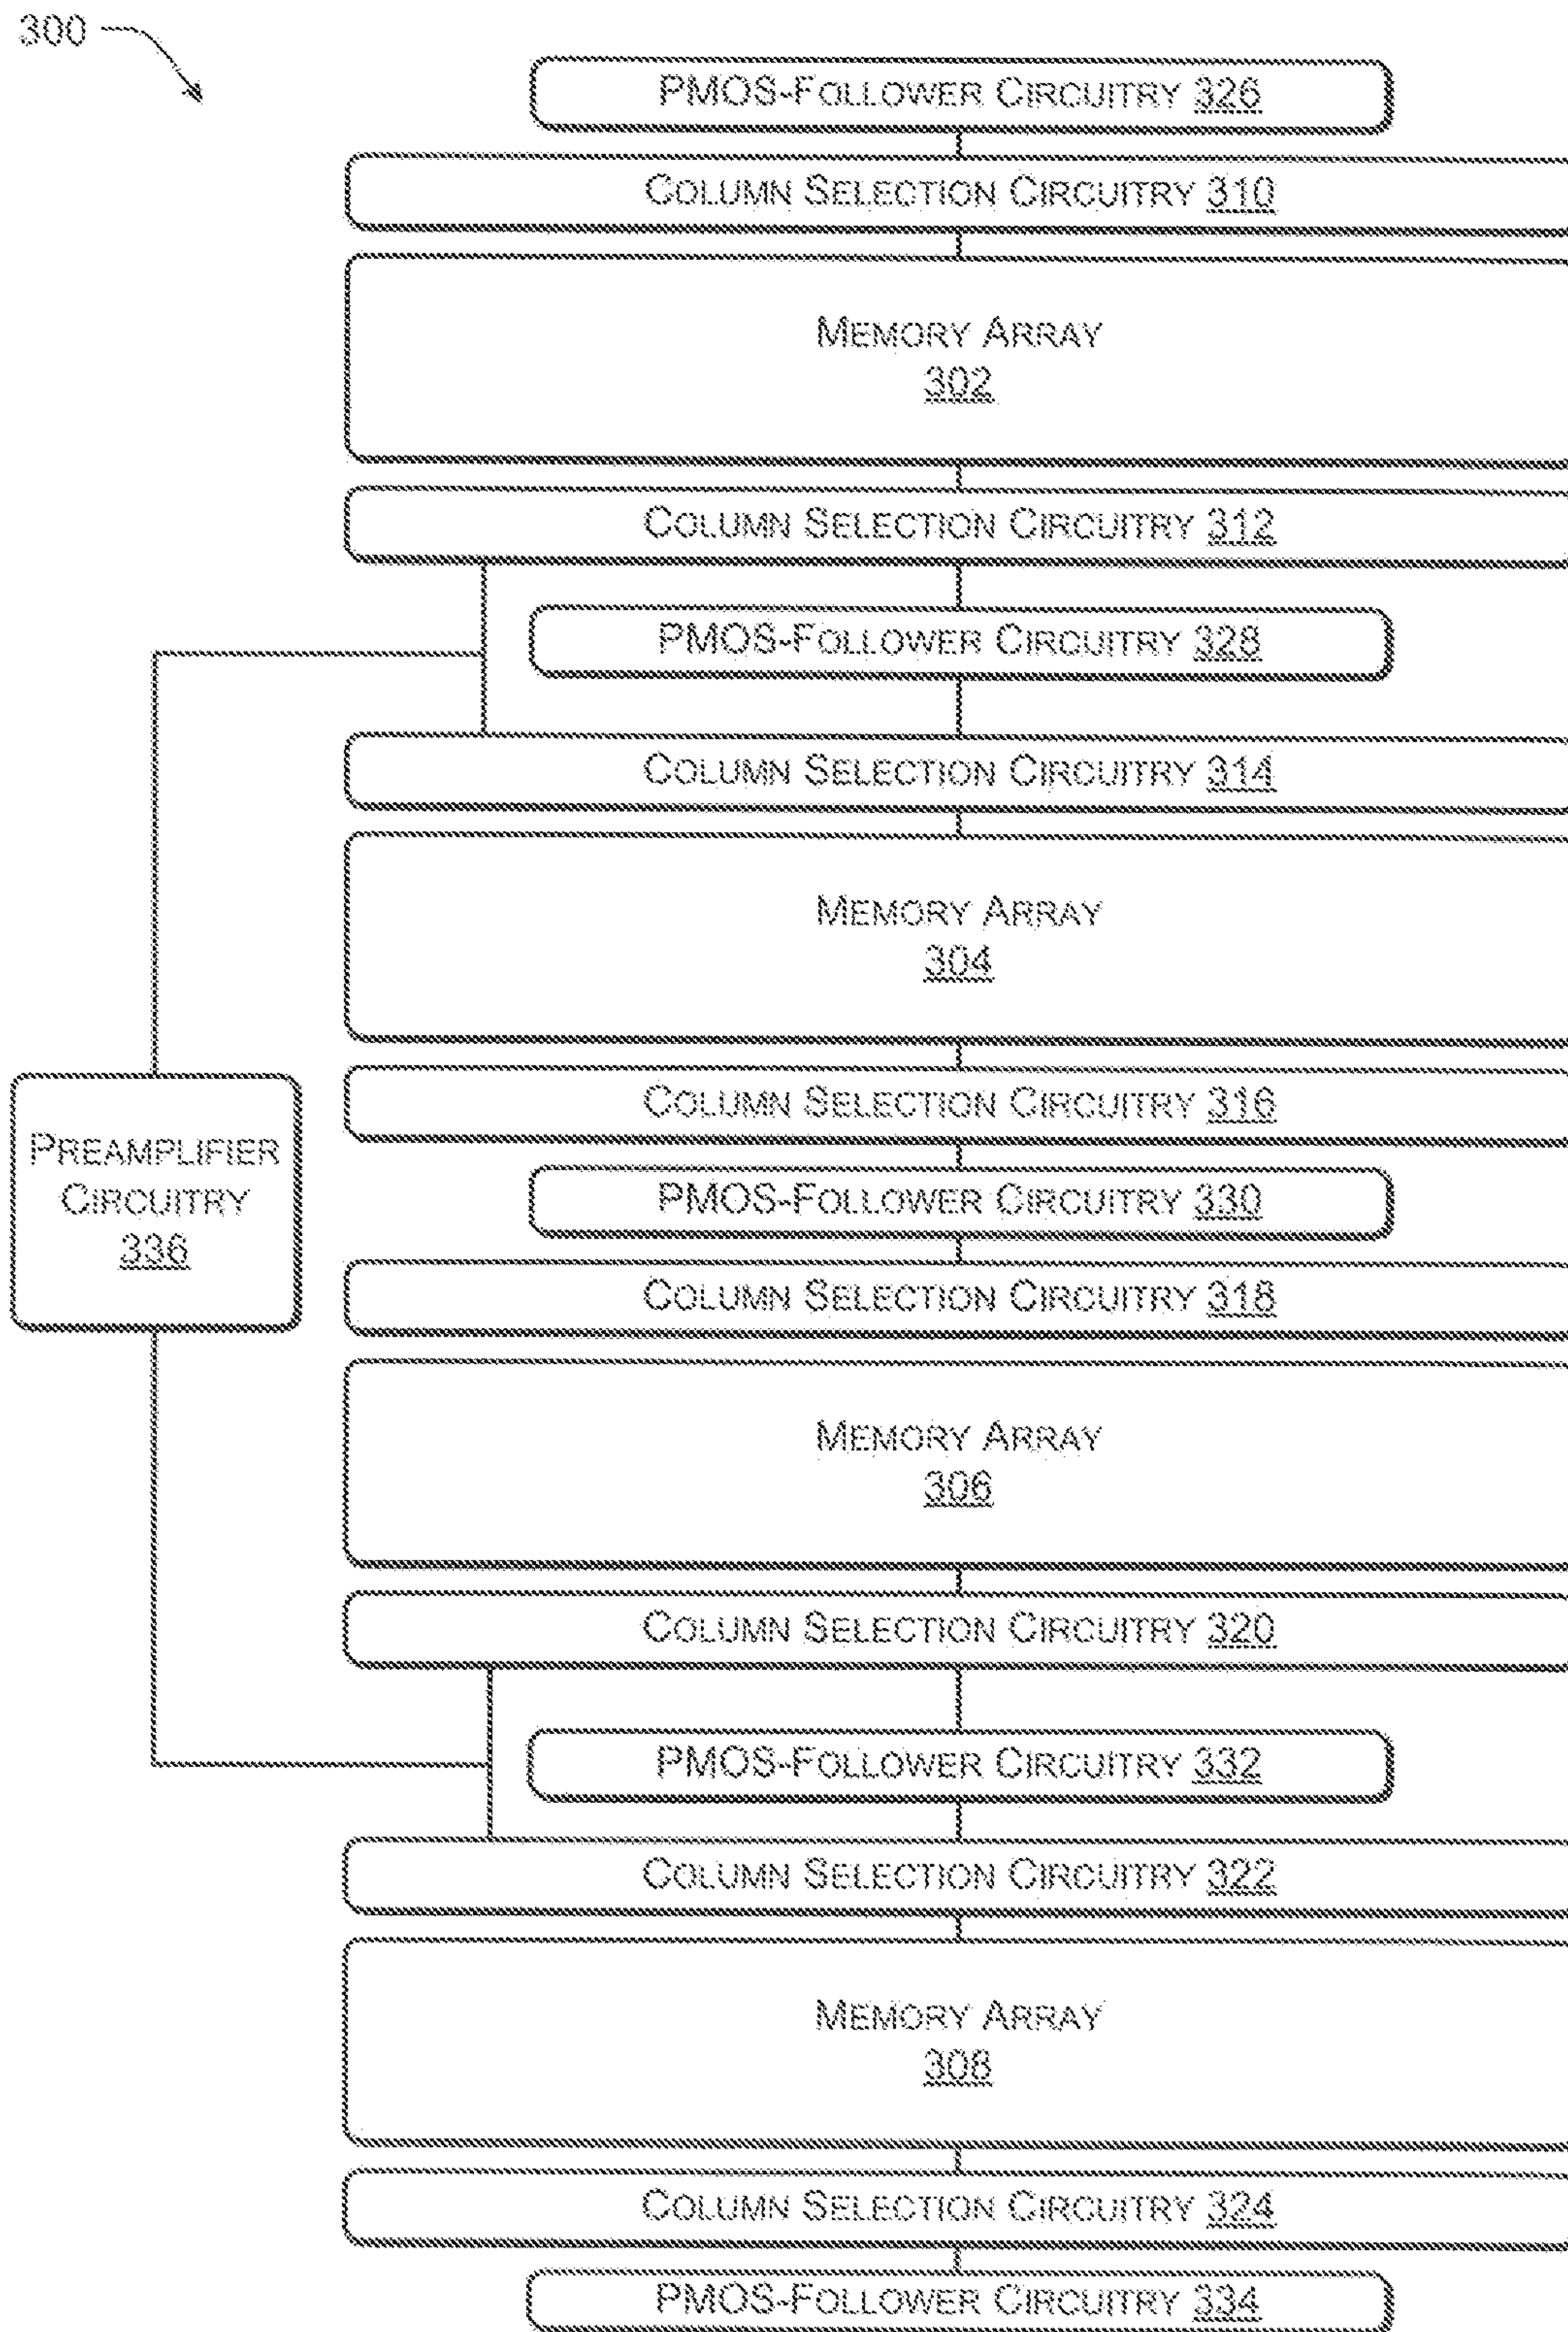 300
PMOS-FOLLOWER CIRCUITRY 326
COLUMN SELECTION CIRCUITRY 310
MEMORY ARRAY
302
COLUMN SELECTION CIRCUITRY 312
PMOS-FOLLOWER CIRCUITRY 328
COLUMN SELECTION CIRCUITRY 314
MEMORY ARRAY
304
COLUMN SELECTION CIRCUITRY 316
PREAMPLIFIER
CIRCUITRY
336
PMOS-FOLLOWER CIRCUITRY 330
COLUMN SELECTION CIRCUITRY 318
MEMORY ARRAY
306
COLUMN SELECTION CIRCUITRY 320
PMOS-FOLLOWER CIRCUITRY 332
COLUMN SELECTION CIRCUITRY 322
MEMORY ARRAY
308
COLUMN SELECTION CIRCUITRY 324
PMOS-FOLLOWER CIRCUITRY 334